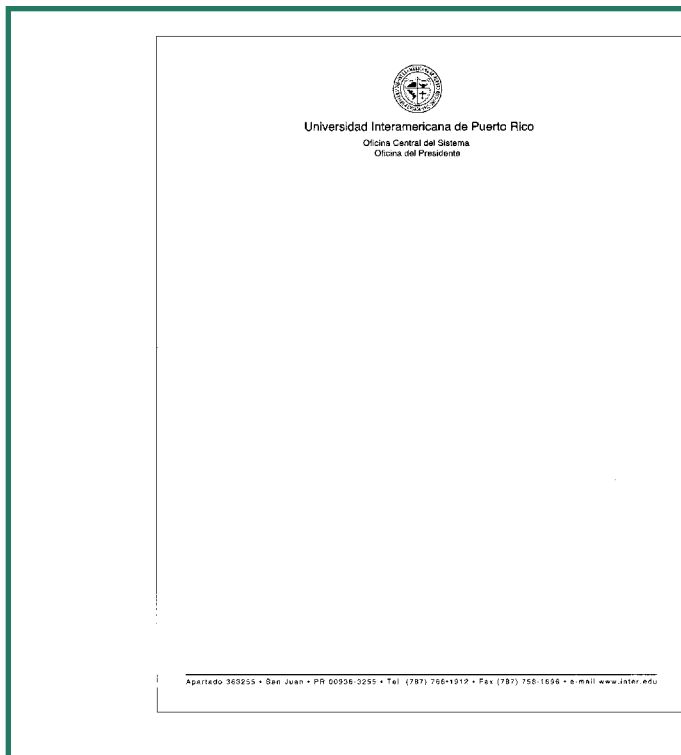 Universidad Interamericana de Puerto Rico
Oficina Central del Sistema
Oficina del Presidente
Apartado 363255 • San Juan • PR 00936-3255 • Tel. (787) 766-1912 • Fax (787) 758-1696 • e-mail www.inter.edu